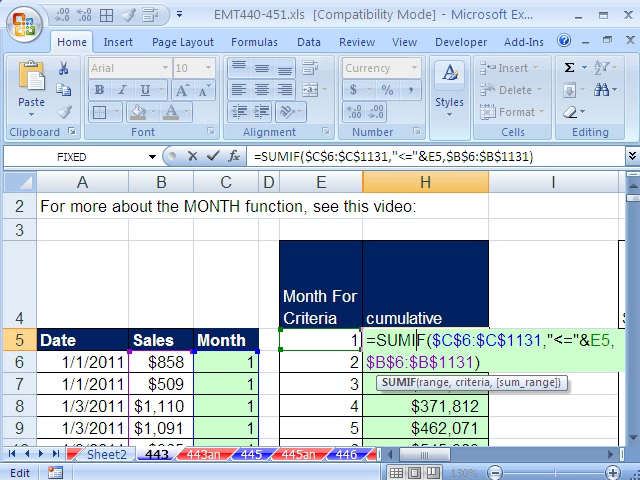 EMT440-451.xls [Compatibility Mode] - Microsoft Ex...
Home Insert Page Layout Formulas Data Review View Developer Add-Ins
Paste Arial 10 Currency Styles Insert
B I U A A $ % , Delete
A Format
Clipboard Font Alignment Number Cells Editing
FIXED fx =SUMIF($C$6:$C$1131,"<="&E5,$B$6:$B$1131)
A B C D E H I
2 For more about the MONTH function, see this video:
3
4 Month For Criteria cumulative
5 Date Sales Month 1 =SUMIF($C$6:$C$1131,"<="&E5,
$B$6:$B$1131)
6 1/1/2011 $858 1 2
7 1/1/2011 $509 1 3
SUMIF(range, criteria, [sum_range])
8 1/3/2011 $1,110 1 4 $371,812
9 1/3/2011 $1,091 1 5 $462,071
Sheet2 443 443an 445 445an 446
Edit 130%